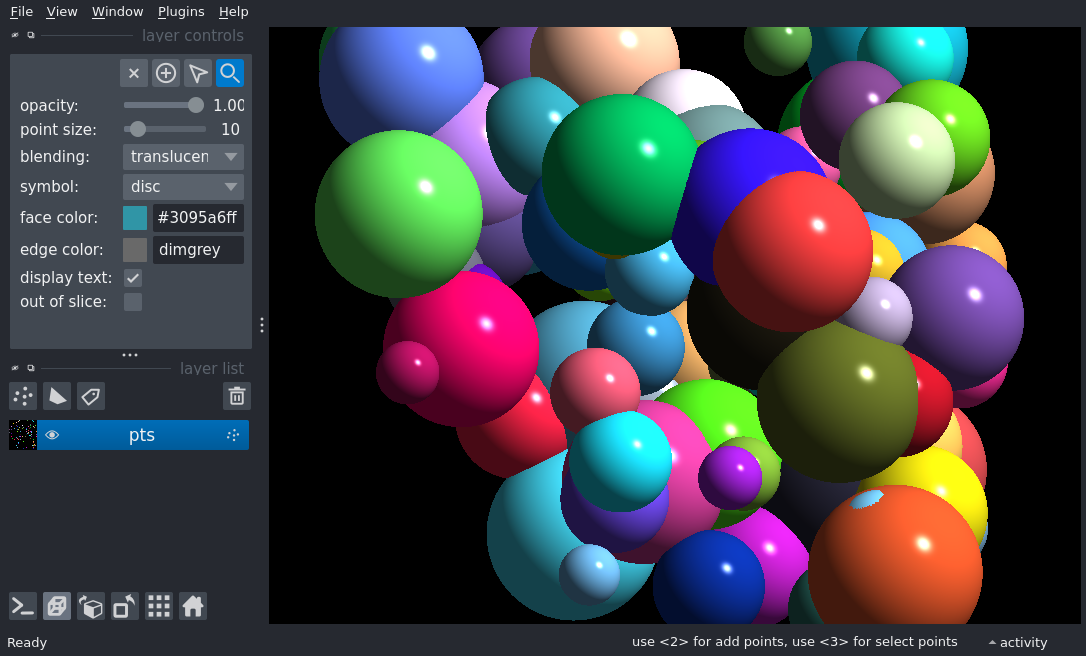 File View Window Plugins Help
layer controls
opacity: 1.00
point size: 10
blending: translucen
symbol: disc
face color: #3095a6ff
edge color: dimgrey
display text:
out of slice:
layer list
pts
Ready use <2> for add points, use <3> for select points activity